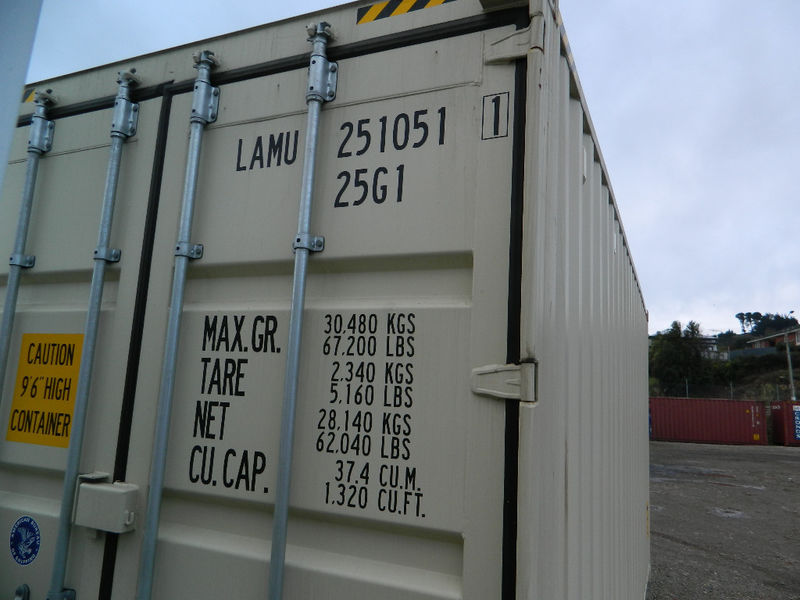 LAMU 251051 1
25G1
MAX.GR. 30,480 KGS
67,200 LBS
TARE 2,340 KGS
5,160 LBS
NET 28,140 KGS
62,040 LBS
CU.CAP. 37.4 CU.M.
1,320 CU.FT.
CAUTION
9'6" HIGH
CONTAINER